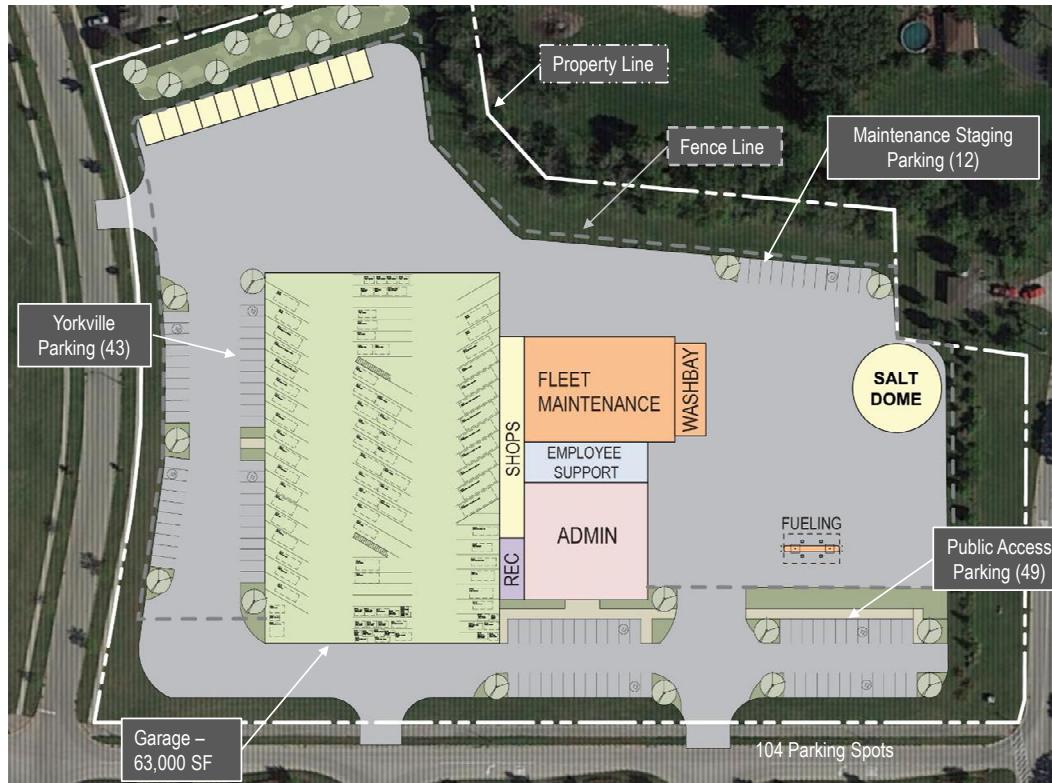 Property Line
Fence Line
Maintenance Staging
Parking (12)
Yorkville
Parking (43)
FLEET
MAINTENANCE
WASHBAY
SALT
DOME
SHOPS
EMPLOYEE
SUPPORT
ADMIN
REC
FUELING
Public Access
Parking (49)
Garage –
63,000 SF
104 Parking Spots